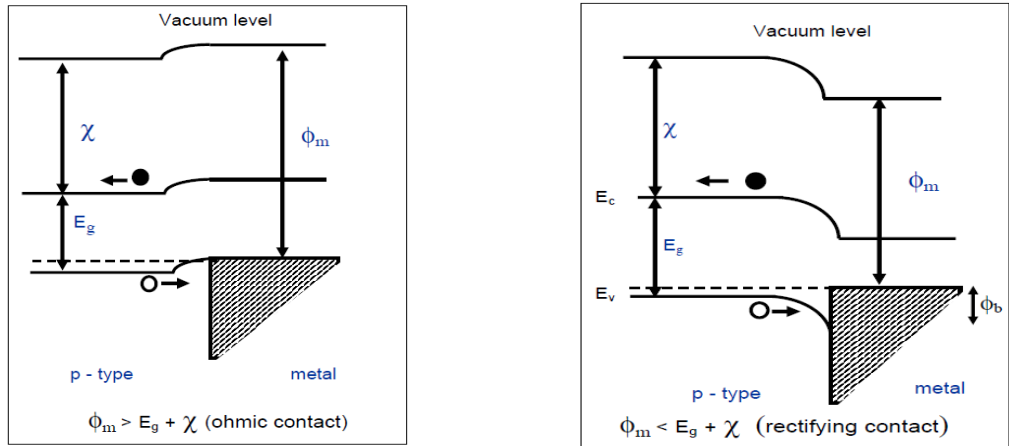 Vacuum level
χ
ϕm
Eg
p - type
metal
ϕm > Eg + χ (ohmic contact)
Vacuum level
χ
ϕm
Ec
Eg
Ev
ϕb
p - type
metal
ϕm < Eg + χ (rectifying contact)